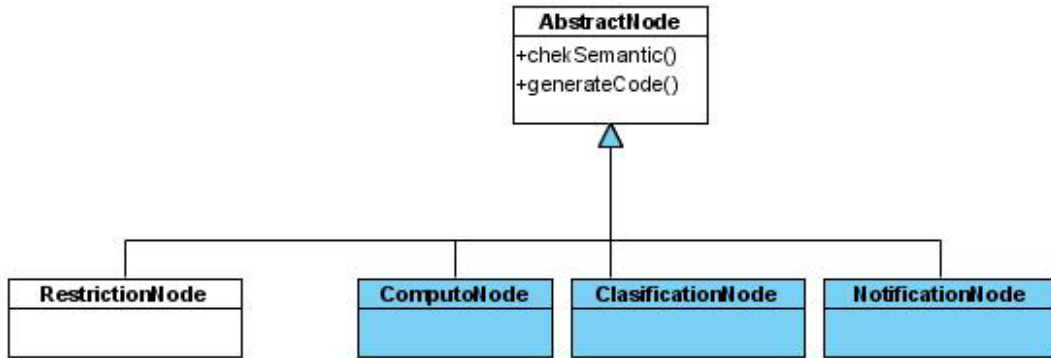 AbstractNode
+chekSemantic()
+generateCode()
RestrictionNode
ComputoNode
ClasificationNode
NotificationNode